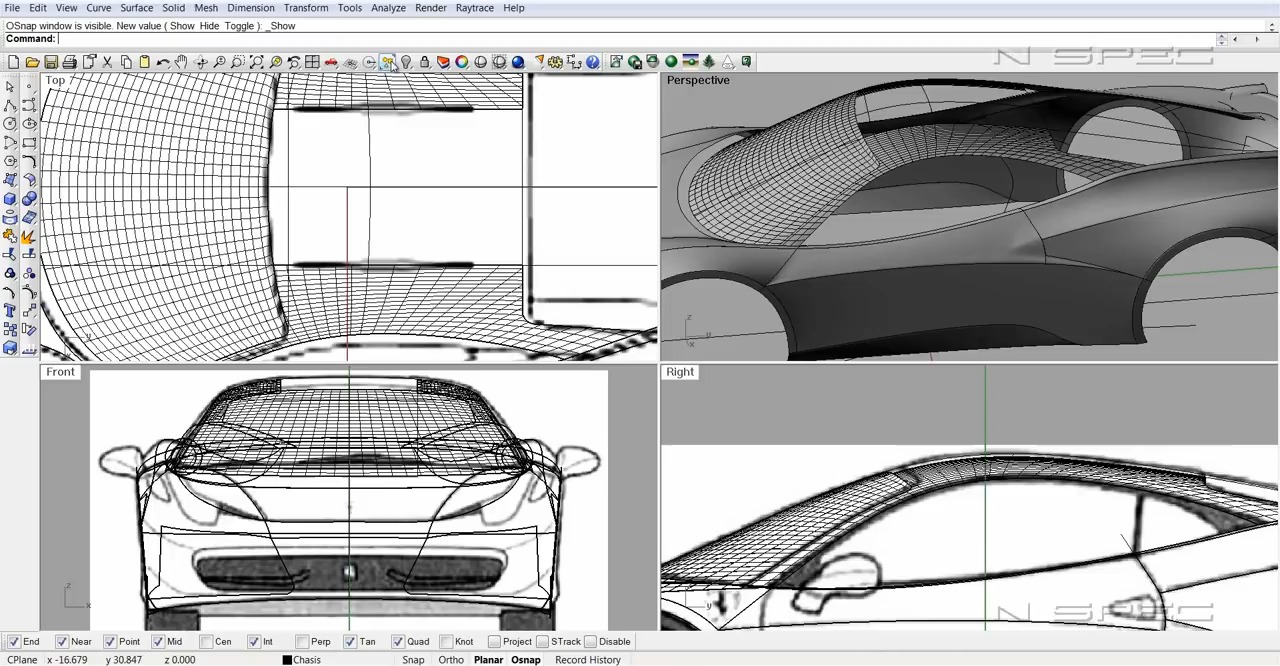 File Edit View Curve Surface Solid Mesh Dimension Transform Tools Analyze Render Raytrace Help
OSnap window is visible. New value ( Show Hide Toggle ): _Show
Command:
N SPEC
Top
Perspective
Front
Right
N SPEC
End Near Point Mid Cen Int Perp Tan Quad Knot Project STrack Disable
CPlane x -16.679 y 30.847 z 0.000 Chasis Snap Ortho Planar Osnap Record History